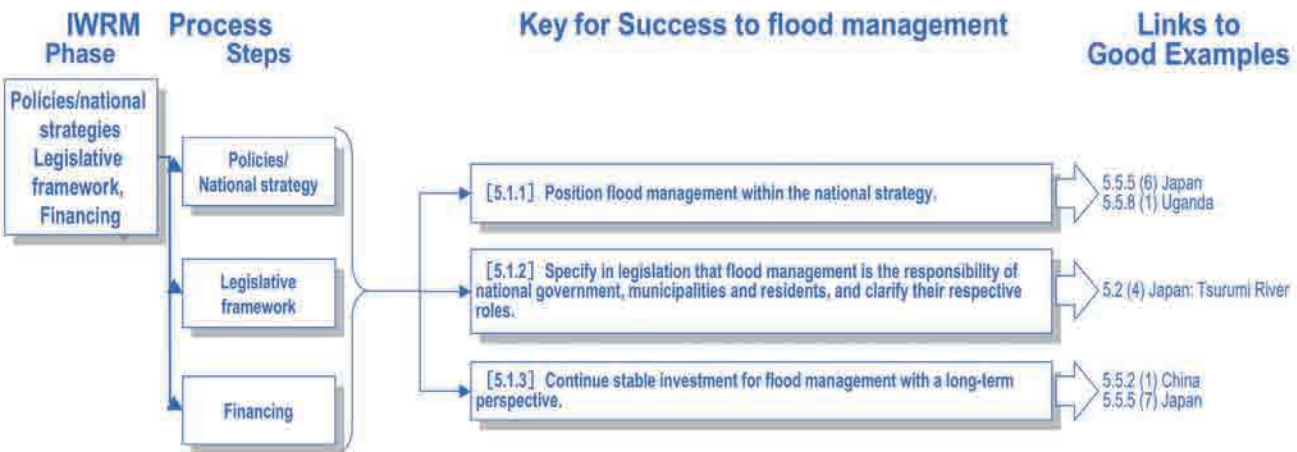 IWRM Process
Phase Steps
Key for Success to flood management
Links to
Good Examples
Policies/national
strategies
Legislative
framework,
Financing
Policies/
National strategy
Legislative
framework
Financing
[5.1.1] Position flood management within the national strategy.
[5.1.2] Specify in legislation that flood management is the responsibility of
national government, municipalities and residents, and clarify their respective
roles.
[5.1.3] Continue stable investment for flood management with a long-term
perspective.
5.5.5 (6) Japan
5.5.8 (1) Uganda
5.2 (4) Japan: Tsurumi River
5.5.2 (1) China
5.5.5 (7) Japan